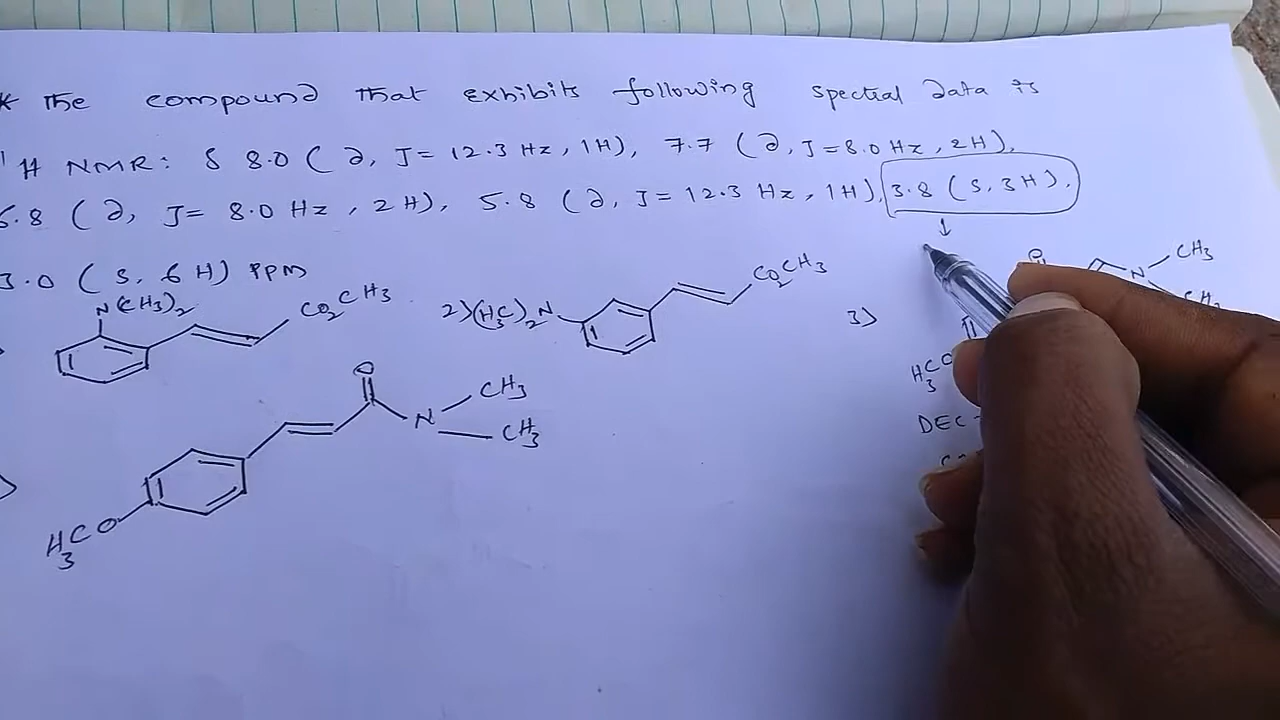 * The compound that exhibits following spectral data is
¹H NMR: δ 8.0 (d, J= 12.3 Hz, 1H), 7.7 (d, J=8.0 Hz, 2H),
6.8 (d, J= 8.0 Hz, 2H), 5.8 (d, J= 12.3 Hz, 1H), 3.8 (s, 3H),
3.0 (s, 6H) PPM
N(CH3)2 CO2CH3
2) (H3C)2N CO2CH3
3) O N CH3 CH3
H3CO
DEC-
O N CH3 CH3
H3CO